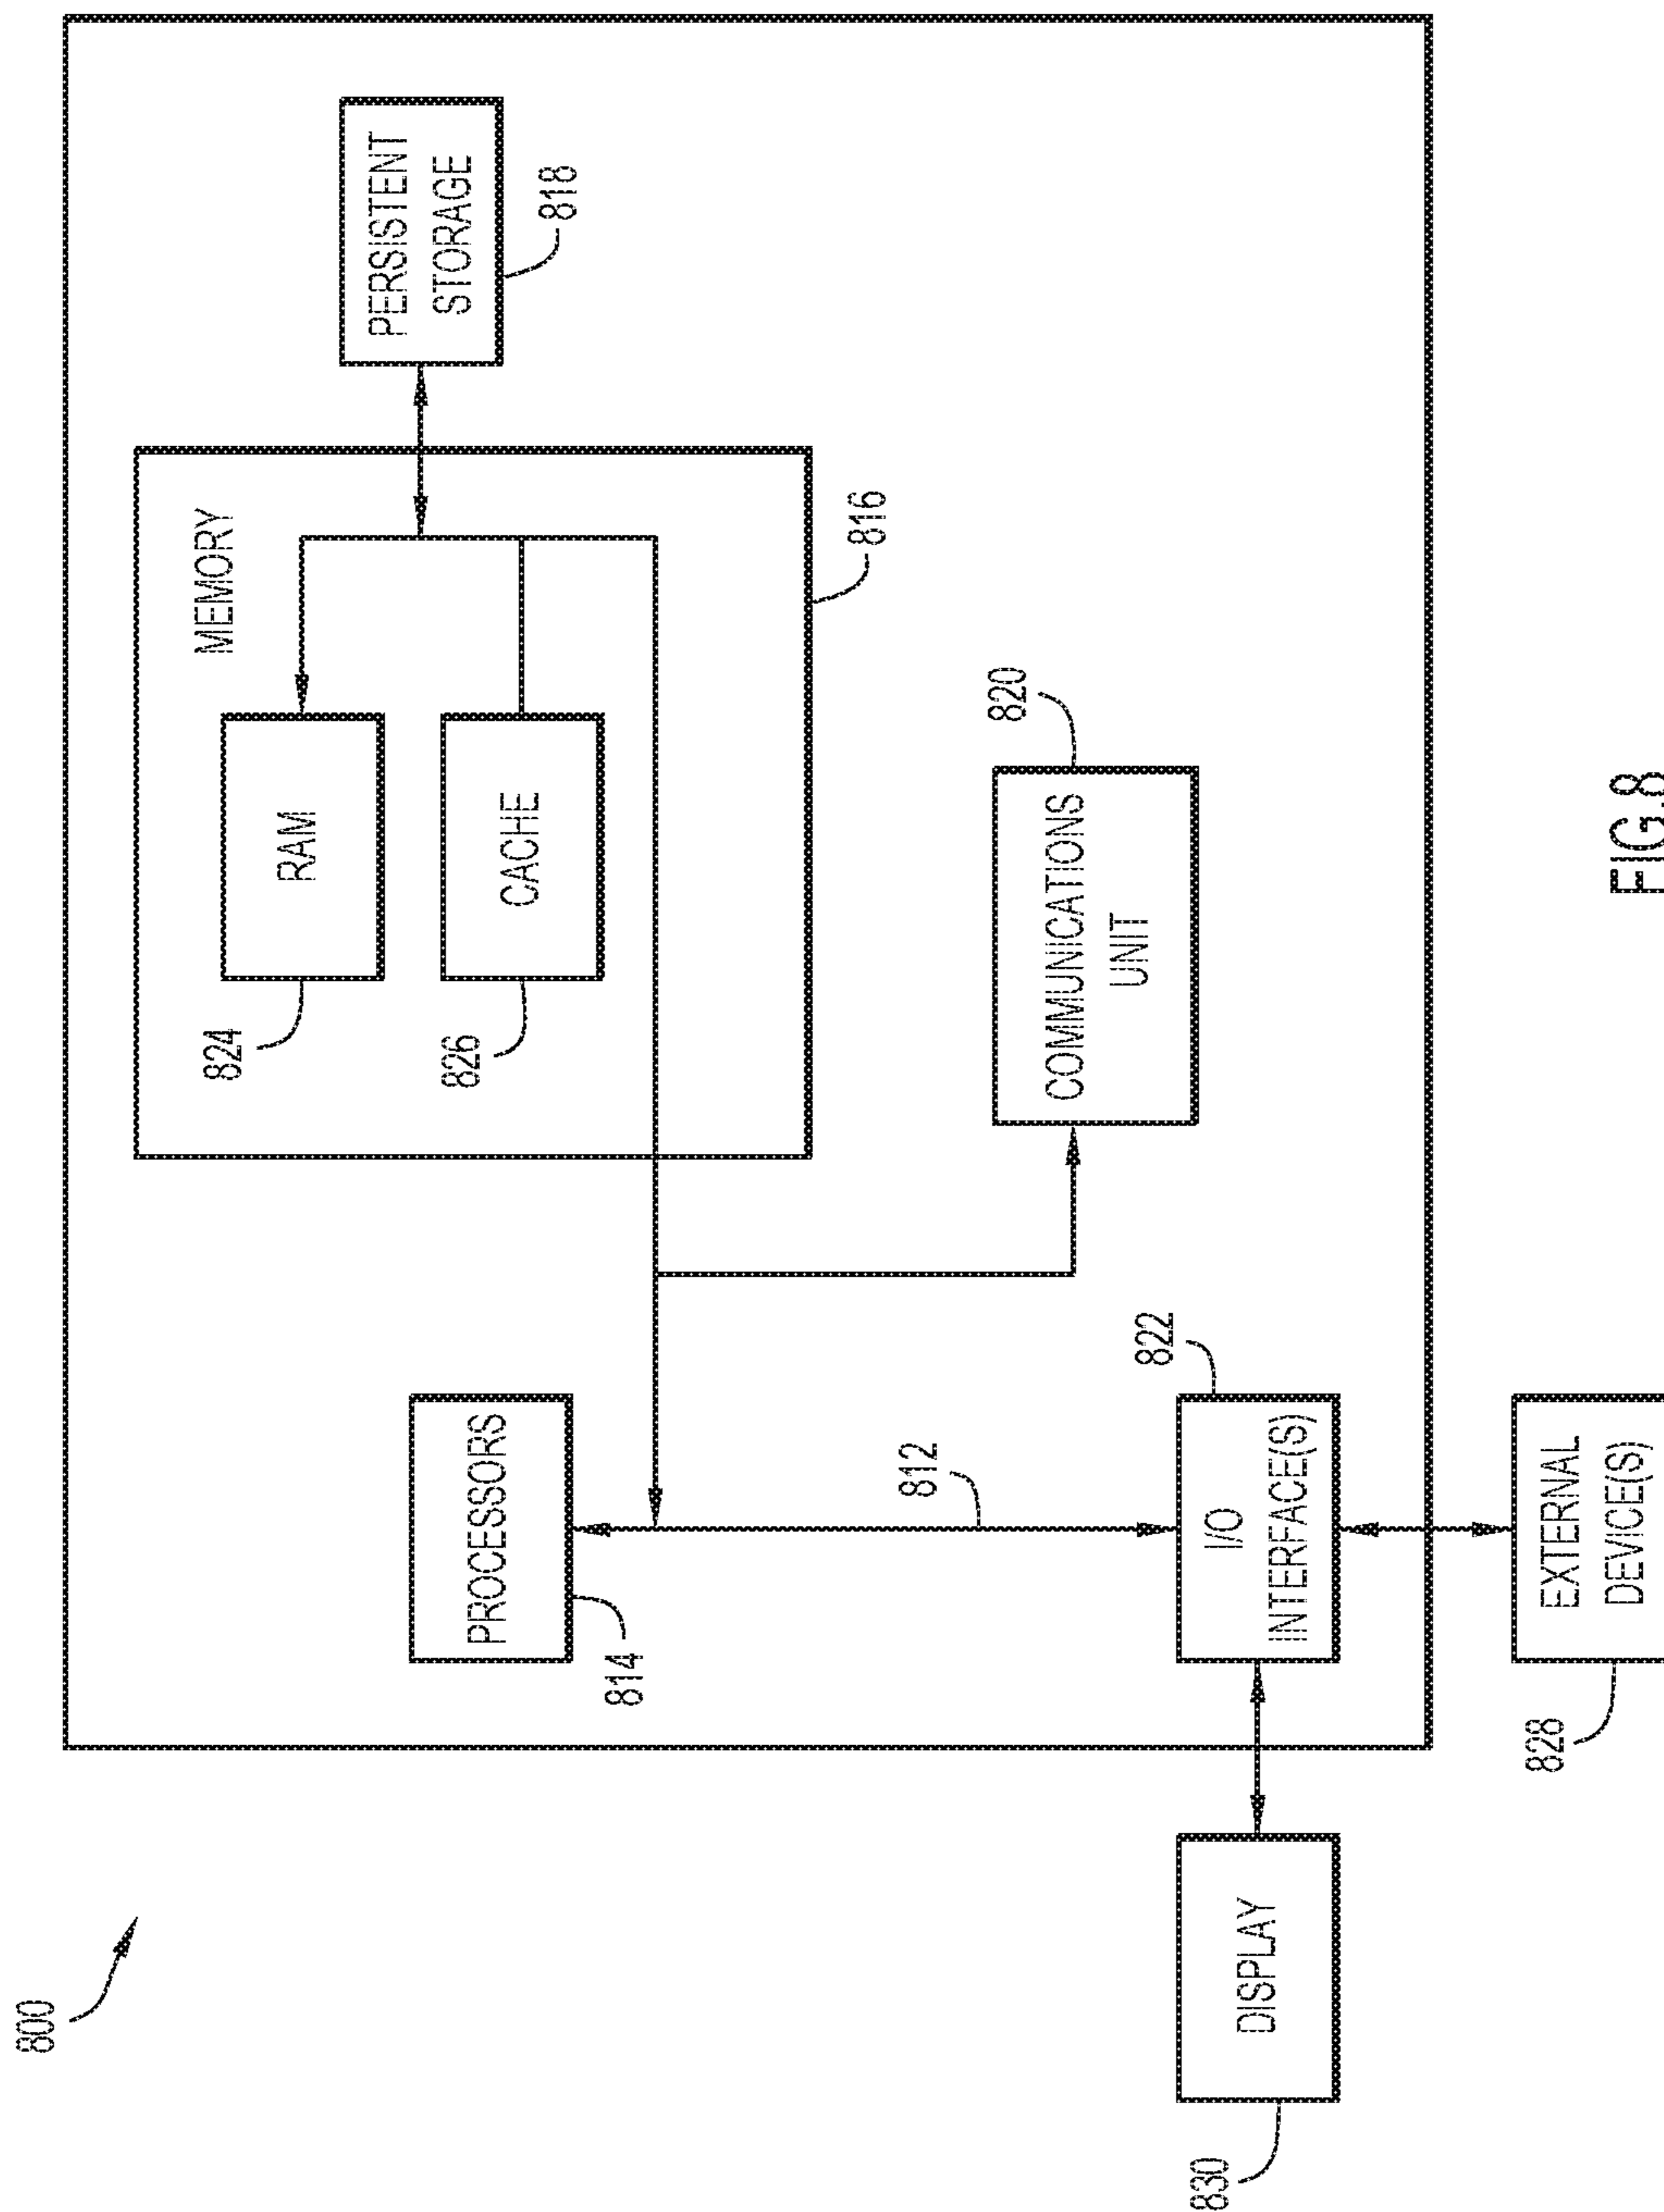 800
MEMORY
RAM
824
CACHE
826
816
PERSISTENT
STORAGE
818
PROCESSORS
814
812
COMMUNICATIONS
UNIT
820
I/O
INTERFACE(S)
822
DISPLAY
830
EXTERNAL
DEVICE(S)
828
FIG.8